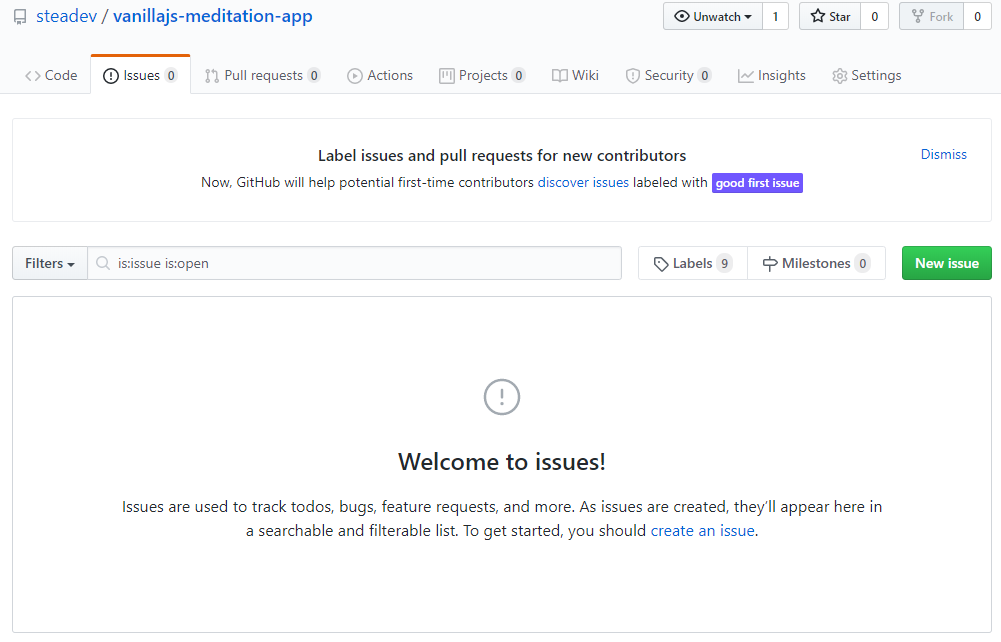 steadev / vanillajs-meditation-app Unwatch 1 Star 0 Fork 0
Code Issues 0 Pull requests 0 Actions Projects 0 Wiki Security 0 Insights Settings
Label issues and pull requests for new contributors Dismiss
Now, GitHub will help potential first-time contributors discover issues labeled with good first issue
Filters is:issue is:open Labels 9 Milestones 0 New issue
Welcome to issues!
Issues are used to track todos, bugs, feature requests, and more. As issues are created, they'll appear here in
a searchable and filterable list. To get started, you should create an issue.